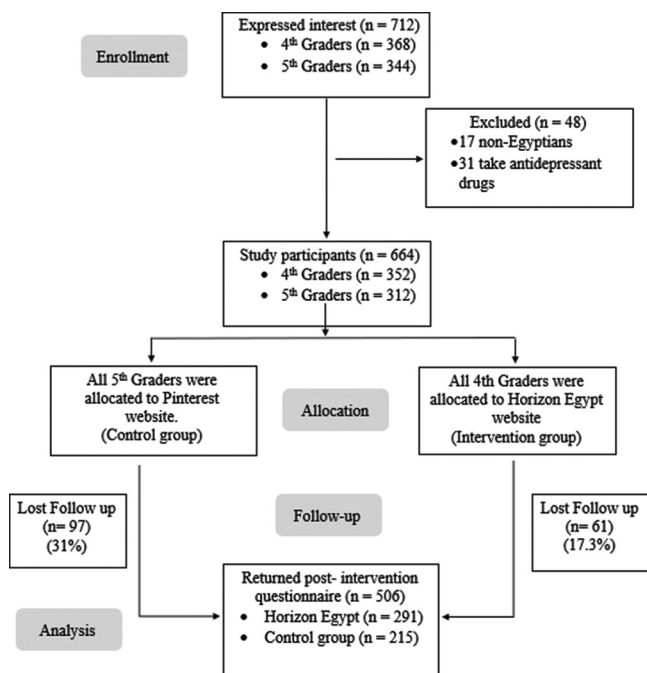 Expressed interest (n = 712)
• 4th Graders (n = 368)
• 5th Graders (n = 344)
Enrollment
Excluded (n = 48)
•17 non-Egyptians
•31 take antidepressant
drugs
Study participants (n = 664)
• 4th Graders (n = 352)
• 5th Graders (n = 312)
All 5th Graders were
allocated to Pinterest
website.
(Control group)
Allocation
All 4th Graders were
allocated to Horizon Egypt
website
(Intervention group)
Lost Follow up
(n= 97)
(31%)
Follow-up
Lost Follow up
(n= 61)
(17.3%)
Returned post- intervention
questionnaire (n = 506)
• Horizon Egypt (n = 291)
• Control group (n = 215)
Analysis